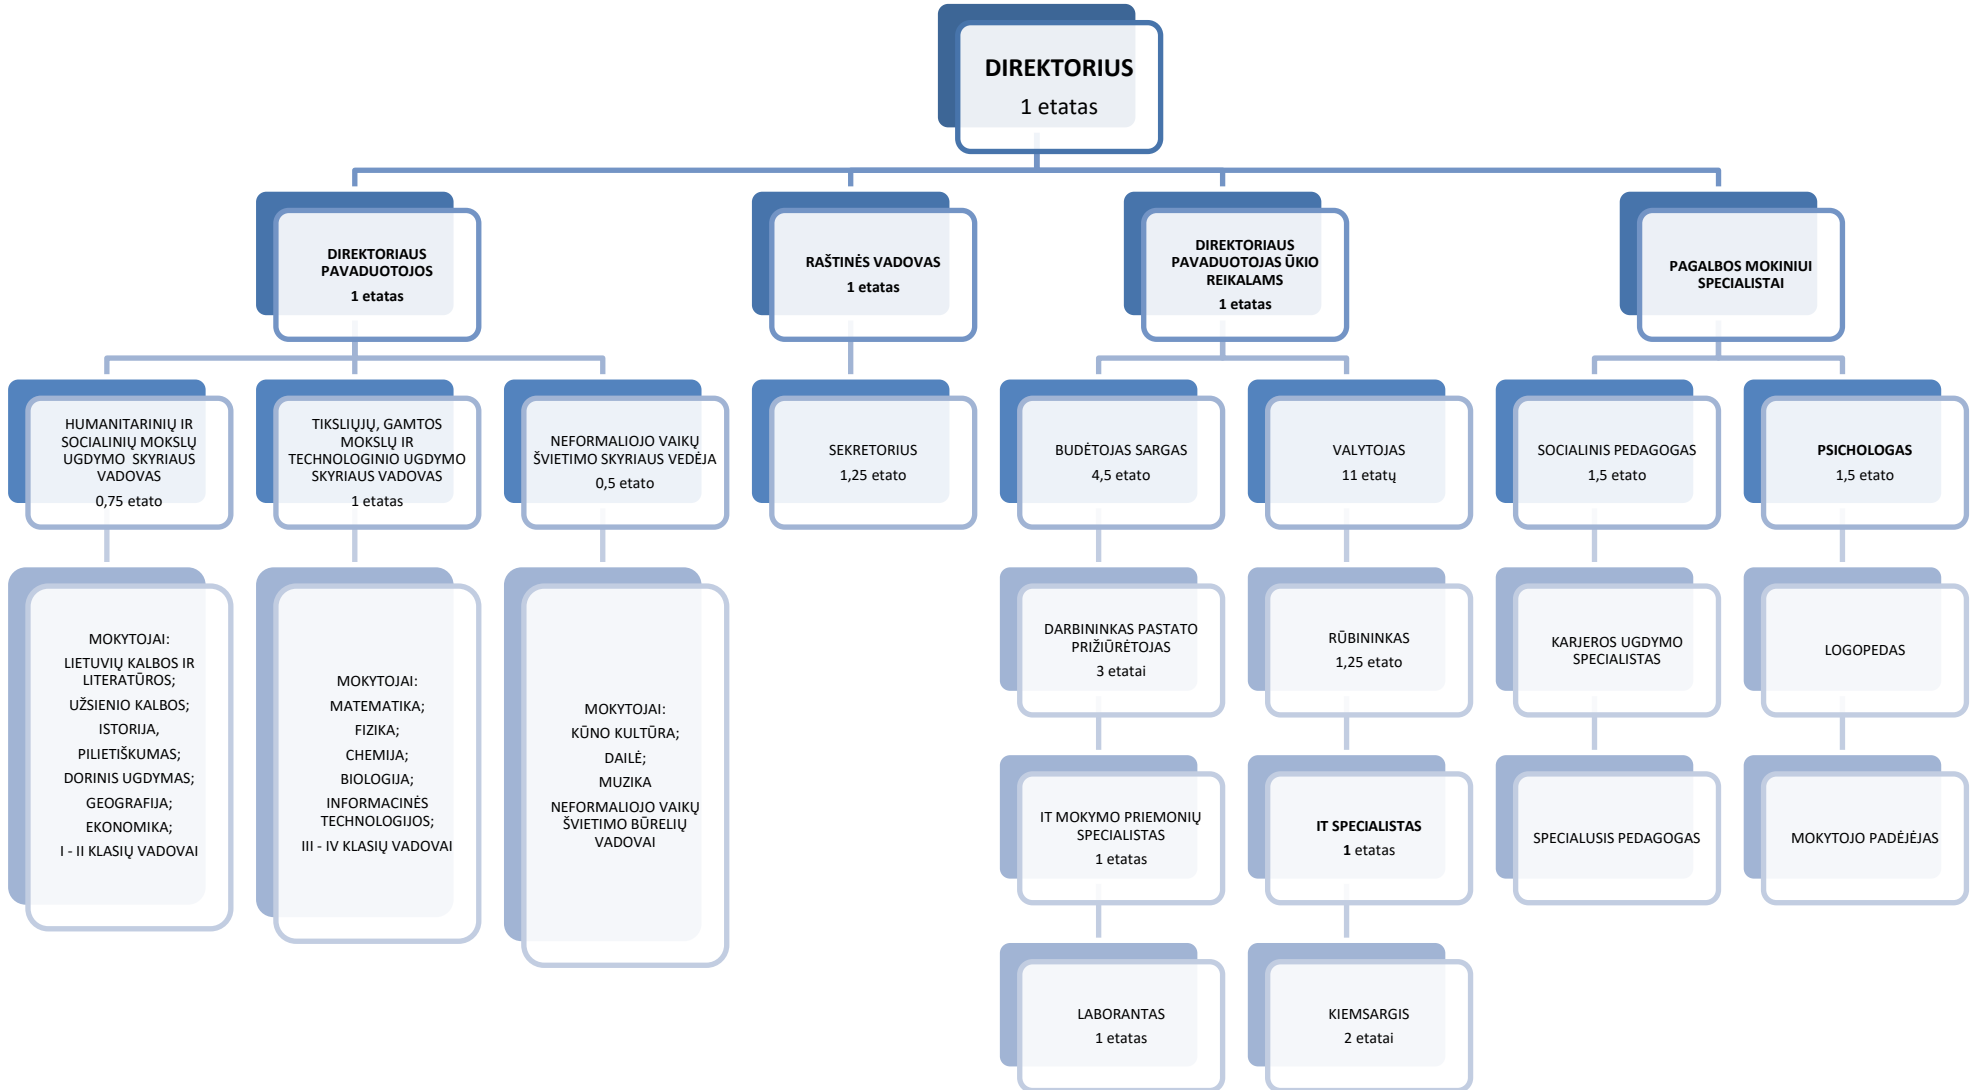 DIREKTORIUS
1 etatas
DIREKTORIAUS
PAVADUOTOJOS
1 etatas
RAŠTINĖS VADOVAS
1 etatas
DIREKTORIAUS
PAVADUOTOJAS ŪKIO
REIKALAMS
1 etatas
PAGALBOS MOKINIUI
SPECIALISTAI
HUMANITARINIŲ IR
SOCIALINIŲ MOKSLŲ
UGDYMO SKYRIAUS
VADOVAS
0,75 etato
TIKSLIŲJŲ, GAMTOS
MOKSLŲ IR
TECHNOLOGINIO UGDYMO
SKYRIAUS VADOVAS
1 etatas
NEFORMALIOJO VAIKŲ
ŠVIETIMO SKYRIAUS VEDĖJA
0,5 etato
SEKRETORIUS
1,25 etato
BUDĖTOJAS SARGAS
4,5 etato
VALYTOJAS
11 etatų
SOCIALINIS PEDAGOGAS
1,5 etato
PSICHOLOGAS
1,5 etato
MOKYTOJAI:
LIETUVIŲ KALBOS IR
LITERATŪROS;
UŽSIENIO KALBOS;
ISTORIJA,
PILIETIŠKUMAS;
DORINIS UGDYMAS;
GEOGRAFIJA;
EKONOMIKA;
I - II KLASIŲ VADOVAI
MOKYTOJAI:
MATEMATIKA;
FIZIKA;
CHEMIJA;
BIOLOGIJA;
INFORMACINĖS
TECHNOLOGIJOS;
III - IV KLASIŲ VADOVAI
MOKYTOJAI:
KŪNO KULTŪRA;
DAILĖ;
MUZIKA
NEFORMALIOJO VAIKŲ
ŠVIETIMO BŪRELIŲ
VADOVAI
DARBININKAS PASTATO
PRIŽIŪRĖTOJAS
3 etatai
RŪBININKAS
1,25 etato
KARJEROS UGDYMO
SPECIALISTAS
LOGOPEDAS
IT MOKYMO PRIEMONIŲ
SPECIALISTAS
1 etatas
IT SPECIALISTAS
1 etatas
SPECIALUSIS PEDAGOGAS
MOKYTOJO PADĖJĖJAS
LABORANTAS
1 etatas
KIEMSARGIS
2 etatai